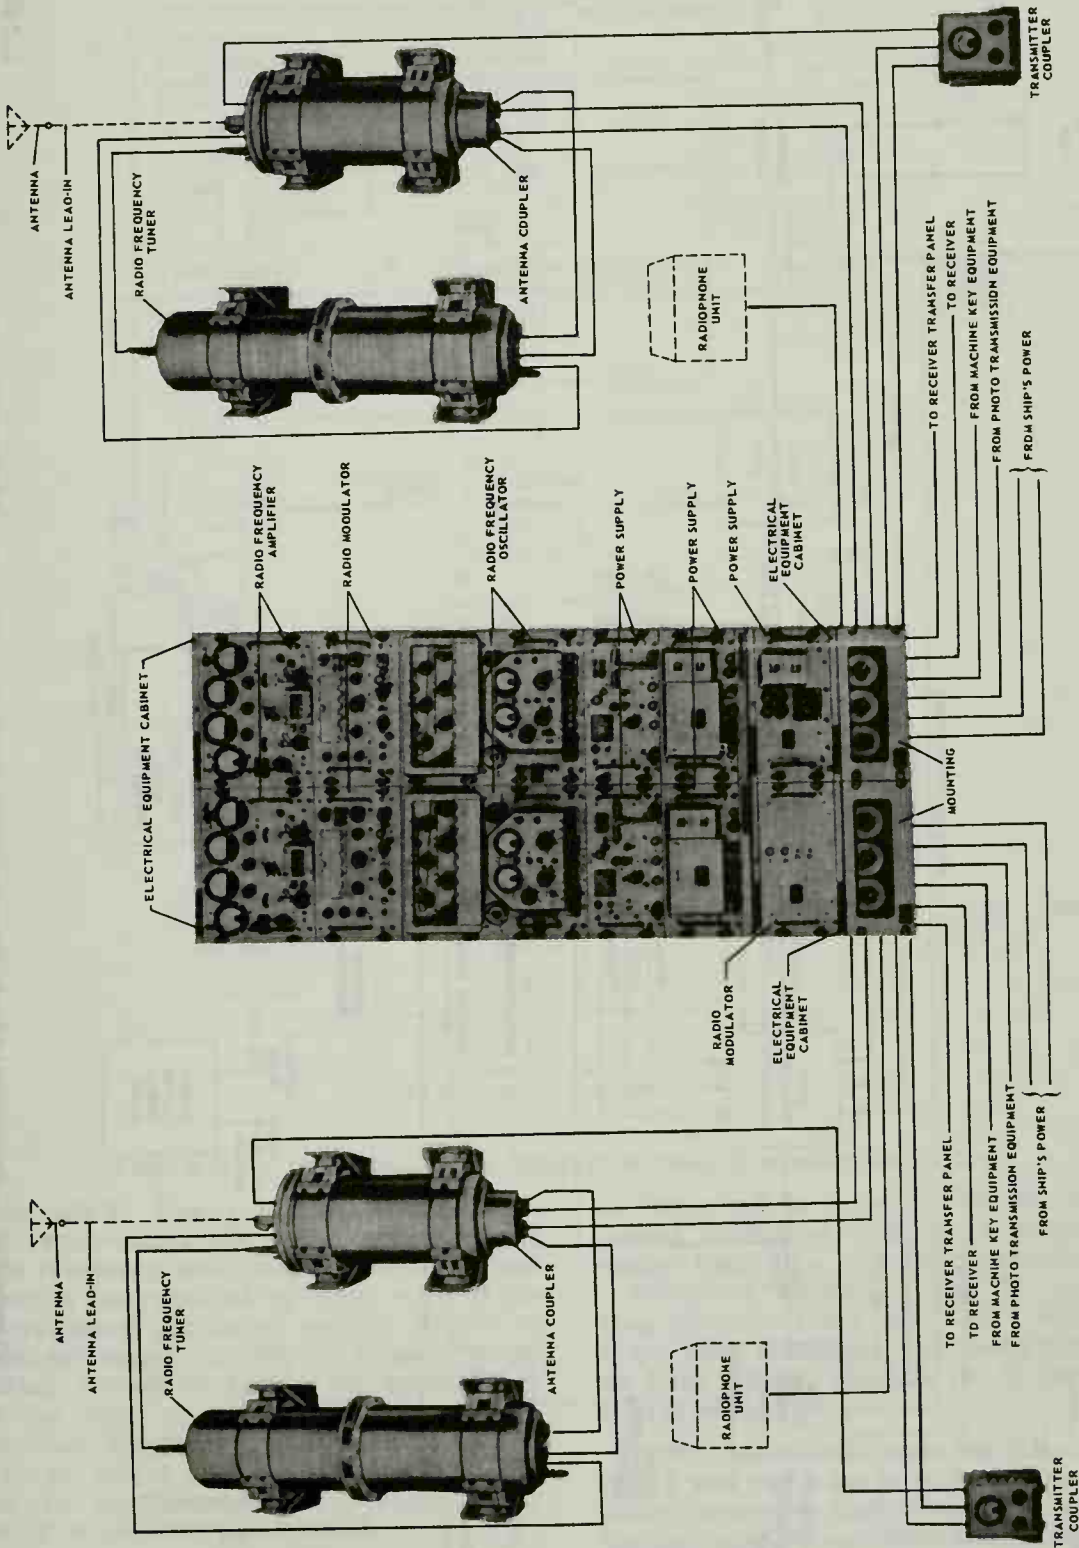 ANTENNA
ANTENNA LEAD-IN
RADIO FREQUENCY
TUMER
ANTENNA COUPLER
RADIOPHOME
UNIT
TRANSMITTER
COUPLER
TO RECEIVER TRANSFER PANEL
TD RECEIVER
FROM MACHINE KEY EQUIPMENT
FROM PHOTO TRANSMISSION EQUIPMENT
FROM SHIP'S POWER
ELECTRICAL EQUIPMENT CABINET
RADIO
MODULATOR
ELECTRICAL
EQUIPMENT
CABINET
MOUNTING
RADIO FREQUENCY
AMPLIFIER
RADIO MODULATOR
RADIO FREQUENCY
OSCILLATOR
POWER SUPPLY
POWER SUPPLY
POWER SUPPLY
ELECTRICAL
EQUIPMENT
CABINET
ANTENNA
ANTENNA LEAD-IN
RADIO FREQUENCY
TUNER
ANTENNA COUPLER
RADIOPHONE
UNIT
TO RECEIVER TRANSFER PANEL
TO RECEIVER
FROM MACHINE KEY EQUIPMENT
FROM PHOTO TRANSMISSION EQUIPMENT
FRDM SHIP'S POWER
TRANSMITTER
COUPLER